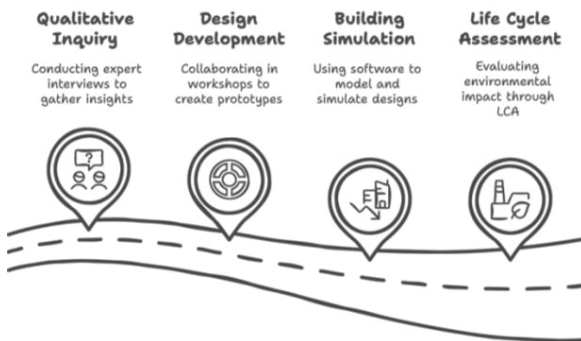 Qualitative
Inquiry
Conducting expert
interviews to
gather insights
Design
Development
Collaborating in
workshops to
create prototypes
Building
Simulation
Using software to
model and
simulate designs
Life Cycle
Assessment
Evaluating
environmental
impact through
LCA
?